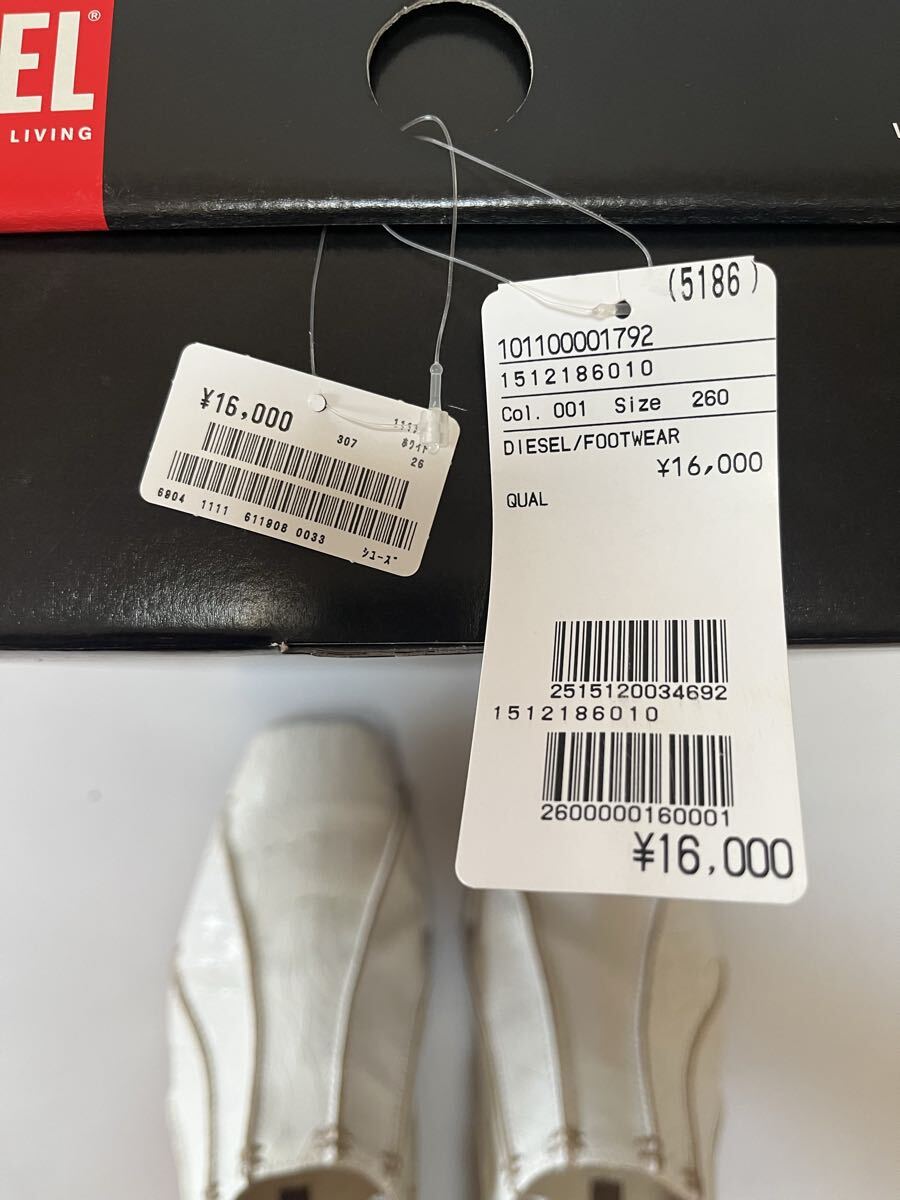 EL®
LIVING
¥16,000
307
ホワイト
26
6904 1111 611908 0033
シユーズ
(5186)
101100001792
1512186010
Col. 001 Size 260
DIESEL/FOOTWEAR
¥16,000
QUAL
2515120034692
1512186010
2600000160001
¥16,000